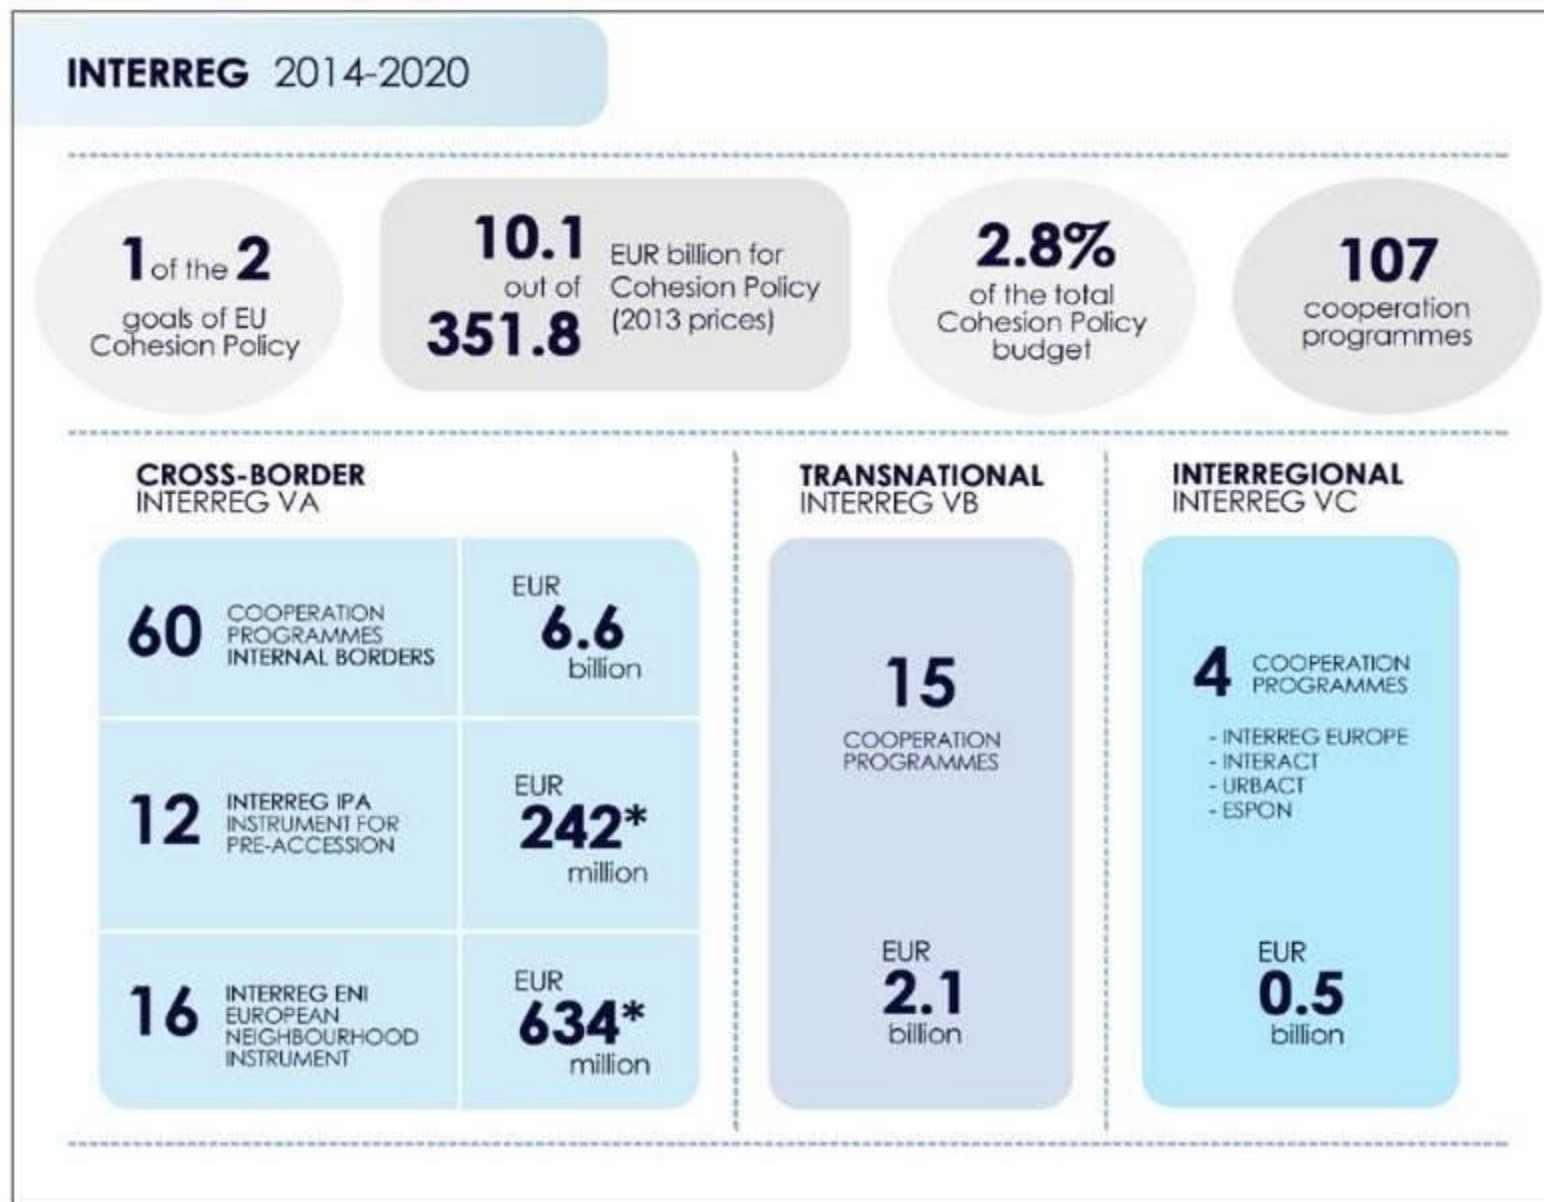 INTERREG 2014-2020
1 of the 2
goals of EU
Cohesion Policy
10.1
out of
351.8
EUR billion for
Cohesion Policy
(2013 prices)
2.8%
of the total
Cohesion Policy
budget
107
cooperation
programmes
CROSS-BORDER
INTERREG VA
60
COOPERATION
PROGRAMMES
INTERNAL BORDERS
EUR
6.6
billion
12
INTERREG IPA
INSTRUMENT FOR
PRE-ACCESSION
EUR
242*
million
16
INTERREG ENI
EUROPEAN
NEIGHBOURHOOD
INSTRUMENT
EUR
634*
million
TRANSNATIONAL
INTERREG VB
15
COOPERATION
PROGRAMMES
EUR
2.1
billion
INTERREGIONAL
INTERREG VC
4
COOPERATION
PROGRAMMES
- INTERREG EUROPE
- INTERACT
- URBACT
- ESPON
EUR
0.5
billion